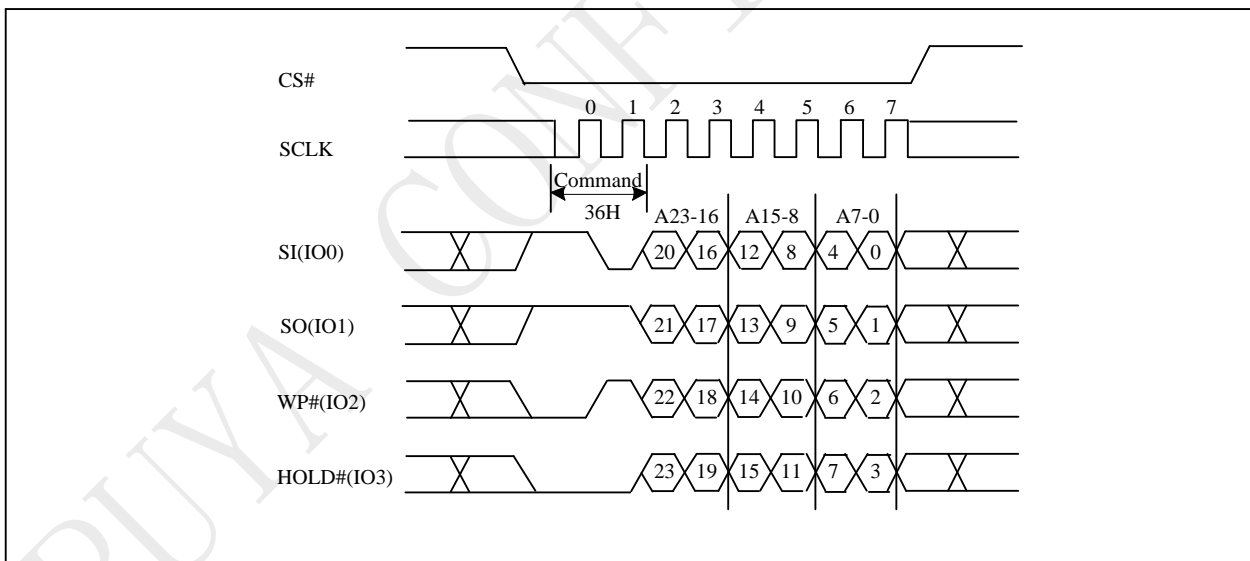 PUYA CONF
CS#
0 1 2 3 4 5 6 7
SCLK
Command
36H
A23-16 A15-8 A7-0
SI(IO0)
20 16 12 8 4 0
SO(IO1)
21 17 13 9 5 1
WP#(IO2)
22 18 14 10 6 2
HOLD#(IO3)
23 19 15 11 7 3